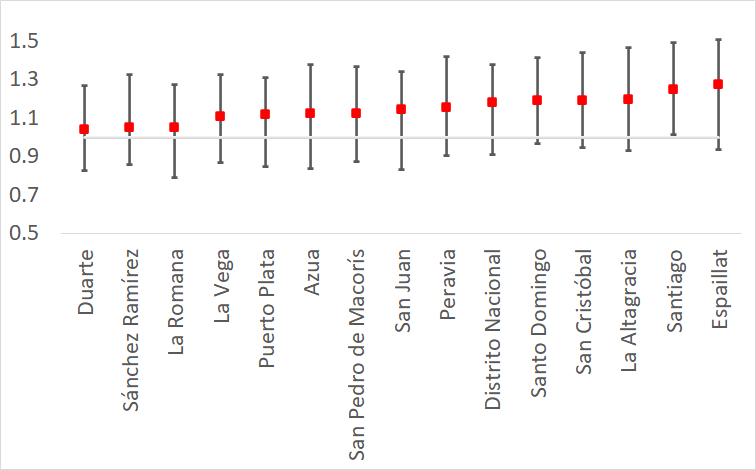 1.5
1.3
1.1
0.9
0.7
0.5
Duarte
Sánchez Ramírez
La Romana
La Vega
Puerto Plata
Azua
San Pedro de Macorís
San Juan
Peravia
Distrito Nacional
Santo Domingo
San Cristóbal
La Altagracia
Santiago
Espaillat